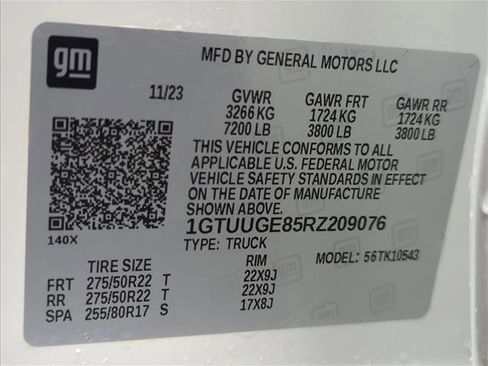 gm
MFD BY GENERAL MOTORS LLC
11/23 GVWR GAWR FRT GAWR RR
3266 KG 1724 KG 1724 KG
7200 LB 3800 LB 3800 LB
THIS VEHICLE CONFORMS TO ALL
APPLICABLE U.S. FEDERAL MOTOR
VEHICLE SAFETY STANDARDS IN EFFECT
ON THE DATE OF MANUFACTURE
SHOWN ABOVE.
140X 1GTUUGE85RZ209076
TYPE: TRUCK MODEL: 56TK10543
TIRE SIZE RIM
FRT 275/50R22 T 22X9J
RR 275/50R22 T 22X9J
SPA 255/80R17 S 17X8J